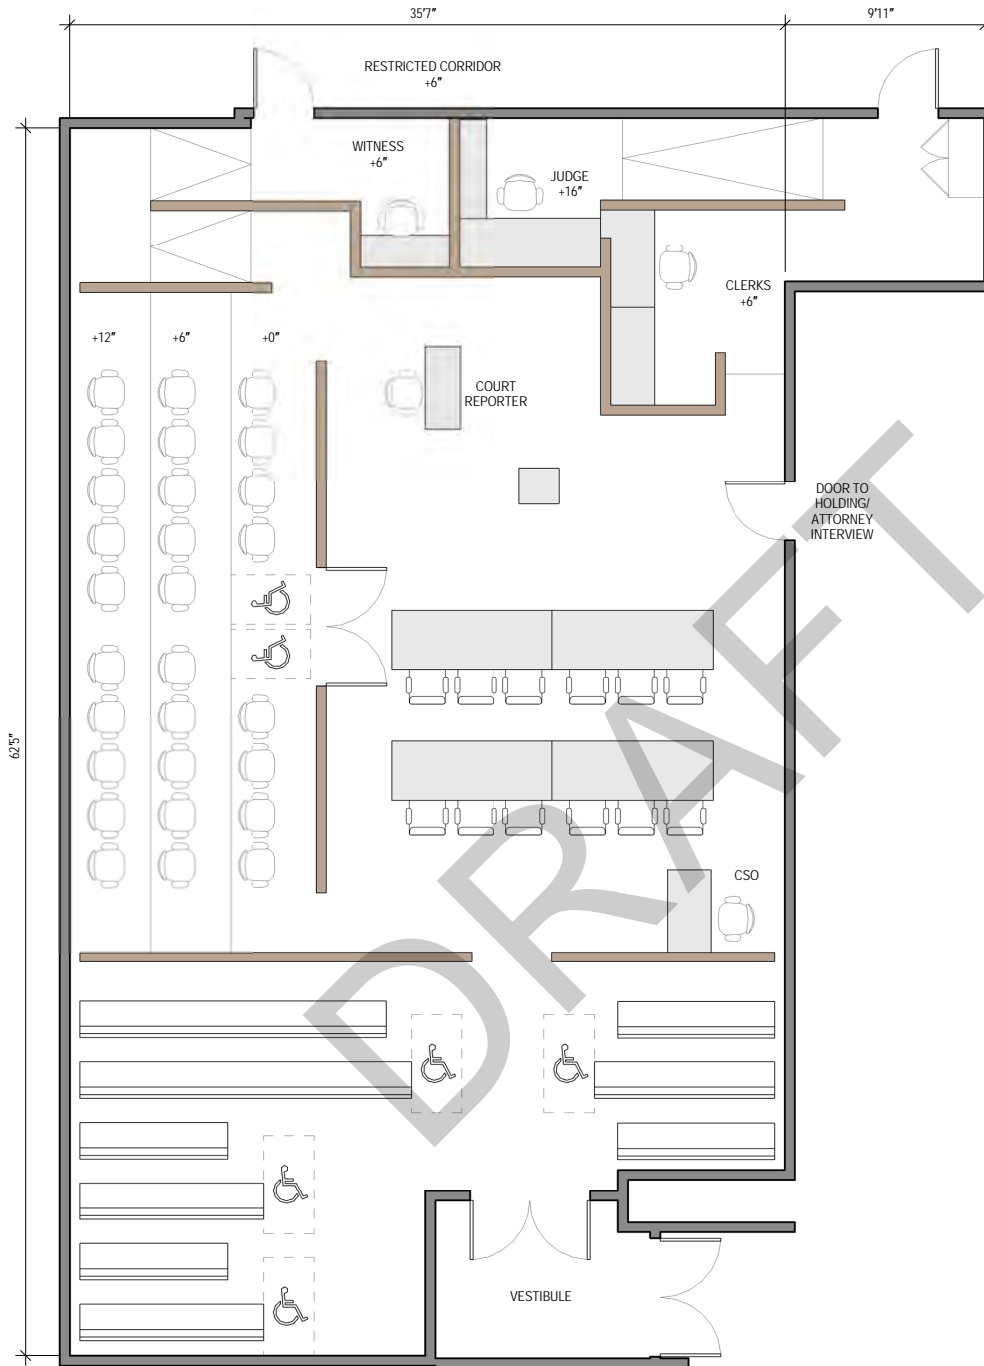 35'7"
9'11"
RESTRICTED CORRIDOR
+6"
WITNESS
+6"
JUDGE
+16"
CLERKS
+6"
+12"
+6"
+0"
COURT
REPORTER
DOOR TO
HOLDING/
ATTORNEY
INTERVIEW
62'5"
CSO
VESTIBULE
DRAFT